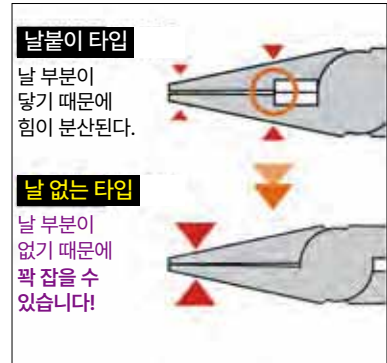 날붙이 타입
날 부분이
닿기 때문에
힘이 분산된다.
날 없는 타입
날 부분이
없기 때문에
꽉 잡을 수
있습니다!